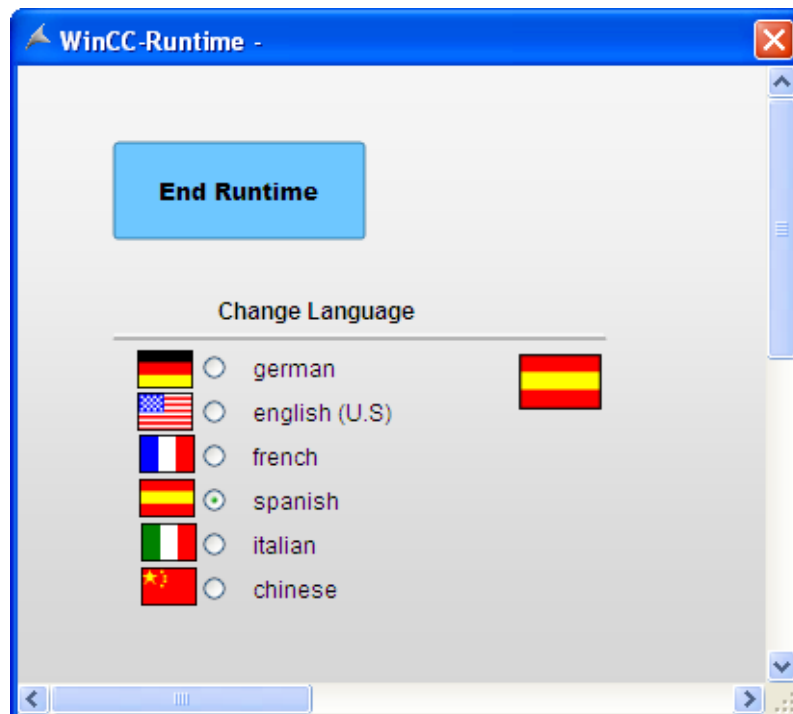 WinCC-Runtime -
End Runtime
Change Language
german
english (U.S)
french
spanish
italian
chinese